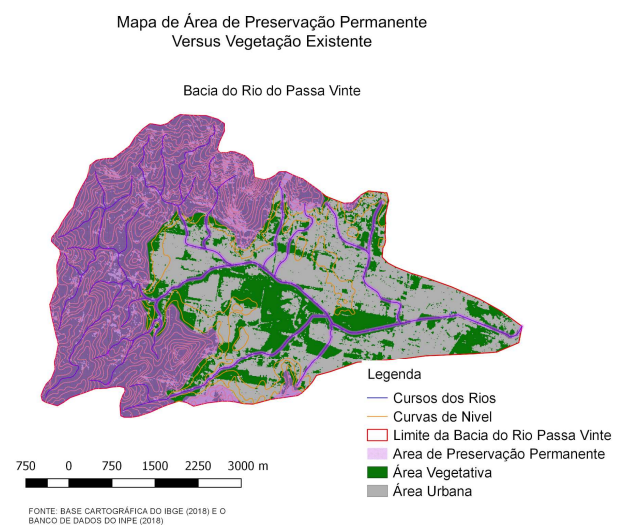 Mapa de Área de Preservação Permanente
Versus Vegetação Existente
Bacia do Rio do Passa Vinte
Legenda
Cursos dos Rios
Curvas de Nivel
Limite da Bacia do Rio Passa Vinte
Area de Preservação Permanente
Área Vegetativa
Área Urbana
750 0 750 1500 2250 3000 m
FONTE: BASE CARTOGRÁFICA DO IBGE (2018) E O
BANCO DE DADOS DO INPE (2018)